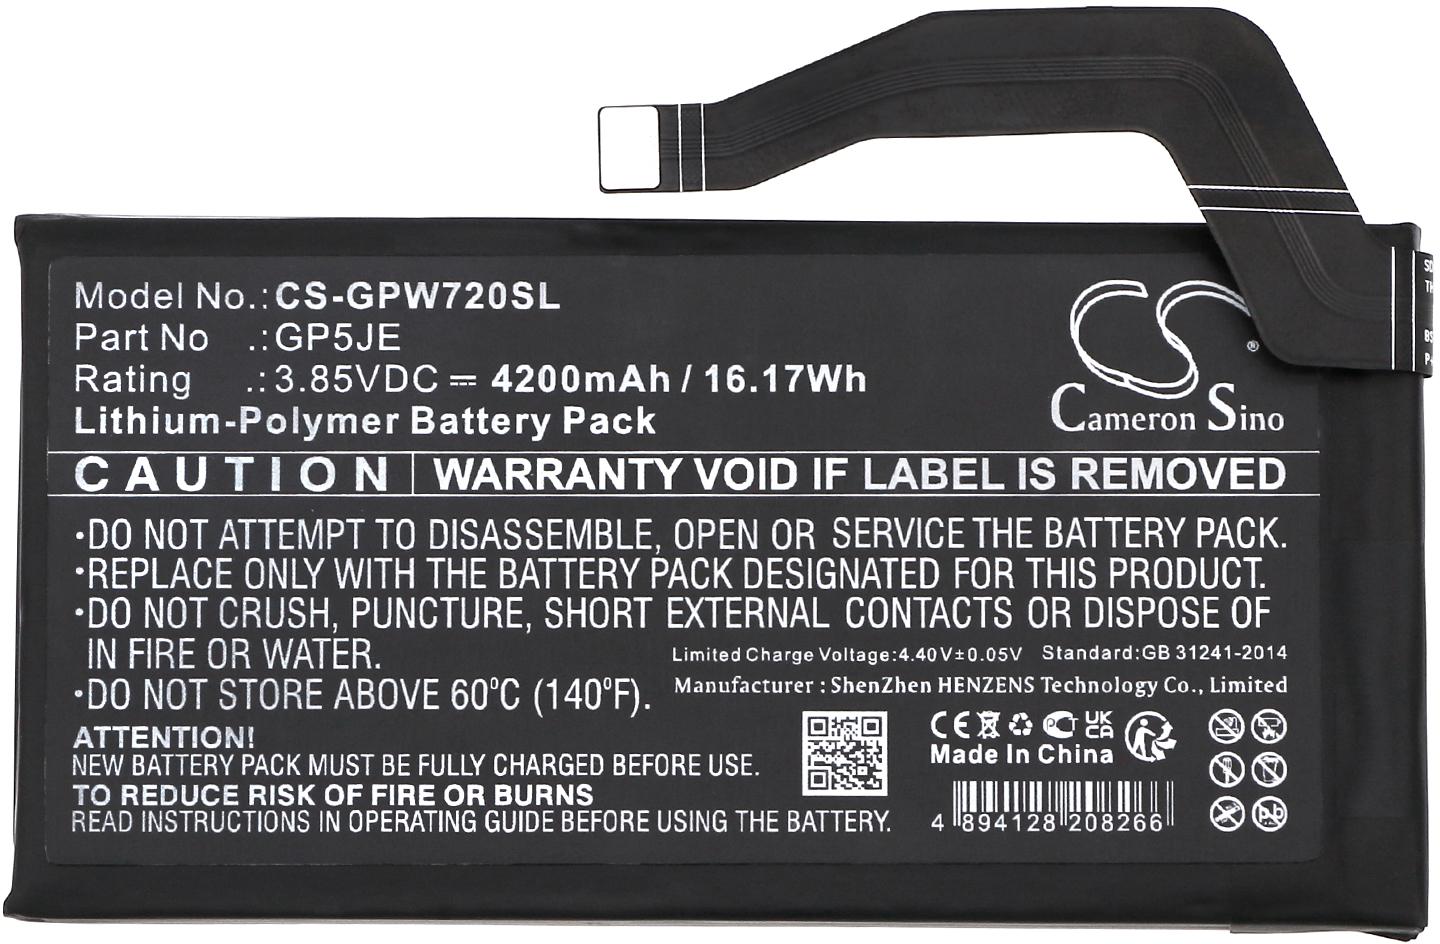 Model No.:CS-GPW720SL
Part No .:GP5JE
Rating .:3.85VDC ⎓ 4200mAh / 16.17Wh
Lithium-Polymer Battery Pack
CS
®
Cameron Sino
CAUTION WARRANTY VOID IF LABEL IS REMOVED
•DO NOT ATTEMPT TO DISASSEMBLE, OPEN OR SERVICE THE BATTERY PACK.
•REPLACE ONLY WITH THE BATTERY PACK DESIGNATED FOR THIS PRODUCT.
•DO NOT CRUSH, PUNCTURE, SHORT EXTERNAL CONTACTS OR DISPOSE OF
IN FIRE OR WATER.
Limited Charge Voltage:4.40V±0.05V Standard:GB 31241-2014
•DO NOT STORE ABOVE 60°C (140°F).
Manufacturer : ShenZhen HENZENS Technology Co., Limited
ATTENTION!
NEW BATTERY PACK MUST BE FULLY CHARGED BEFORE USE.
TO REDUCE RISK OF FIRE OR BURNS
READ INSTRUCTIONS IN OPERATING GUIDE BEFORE USING THE BATTERY.
CE PCT UK CA
Made In China
4 894128 208266
Pb